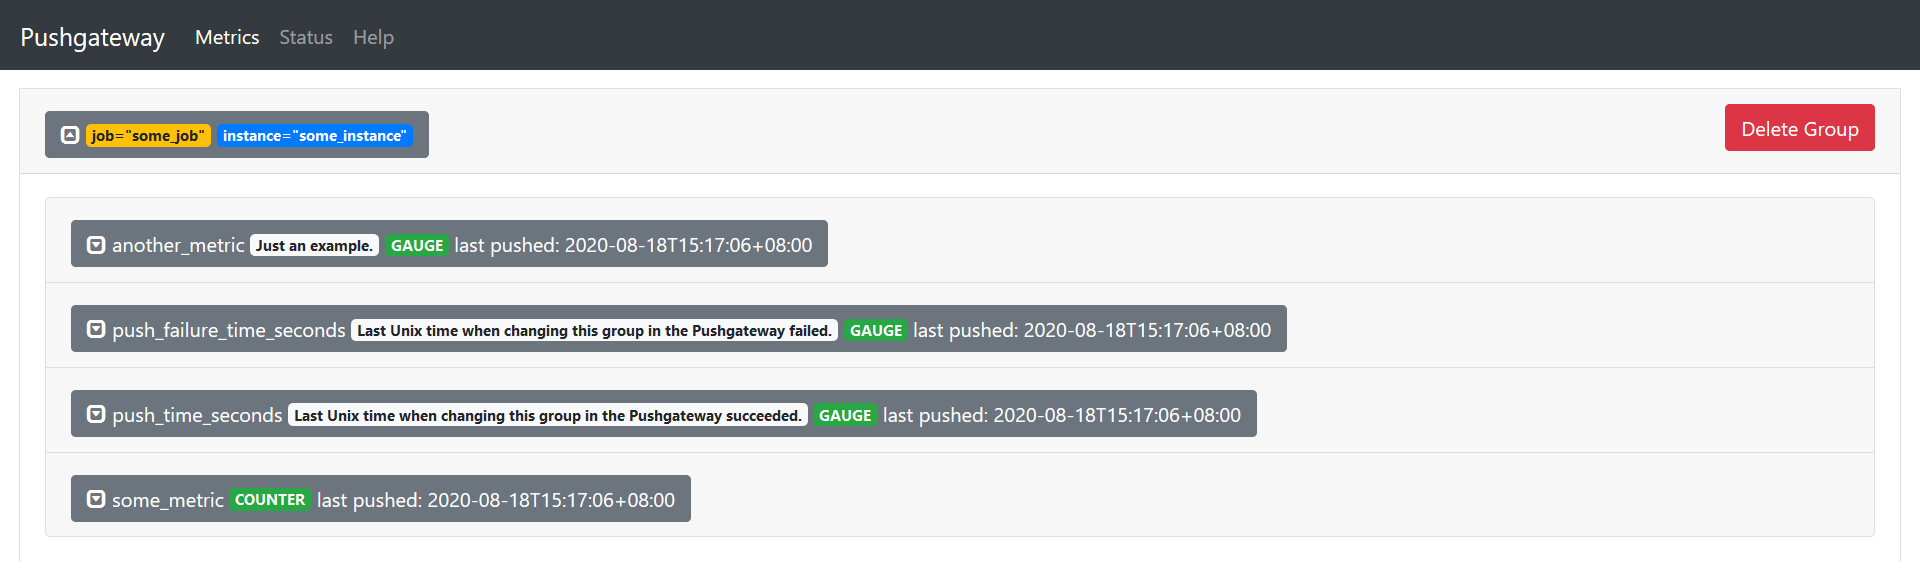 Pushgateway Metrics Status Help
job="some_job" instance="some_instance" Delete Group
another_metric Just an example. GAUGE last pushed: 2020-08-18T15:17:06+08:00
push_failure_time_seconds Last Unix time when changing this group in the Pushgateway failed. GAUGE last pushed: 2020-08-18T15:17:06+08:00
push_time_seconds Last Unix time when changing this group in the Pushgateway succeeded. GAUGE last pushed: 2020-08-18T15:17:06+08:00
some_metric COUNTER last pushed: 2020-08-18T15:17:06+08:00